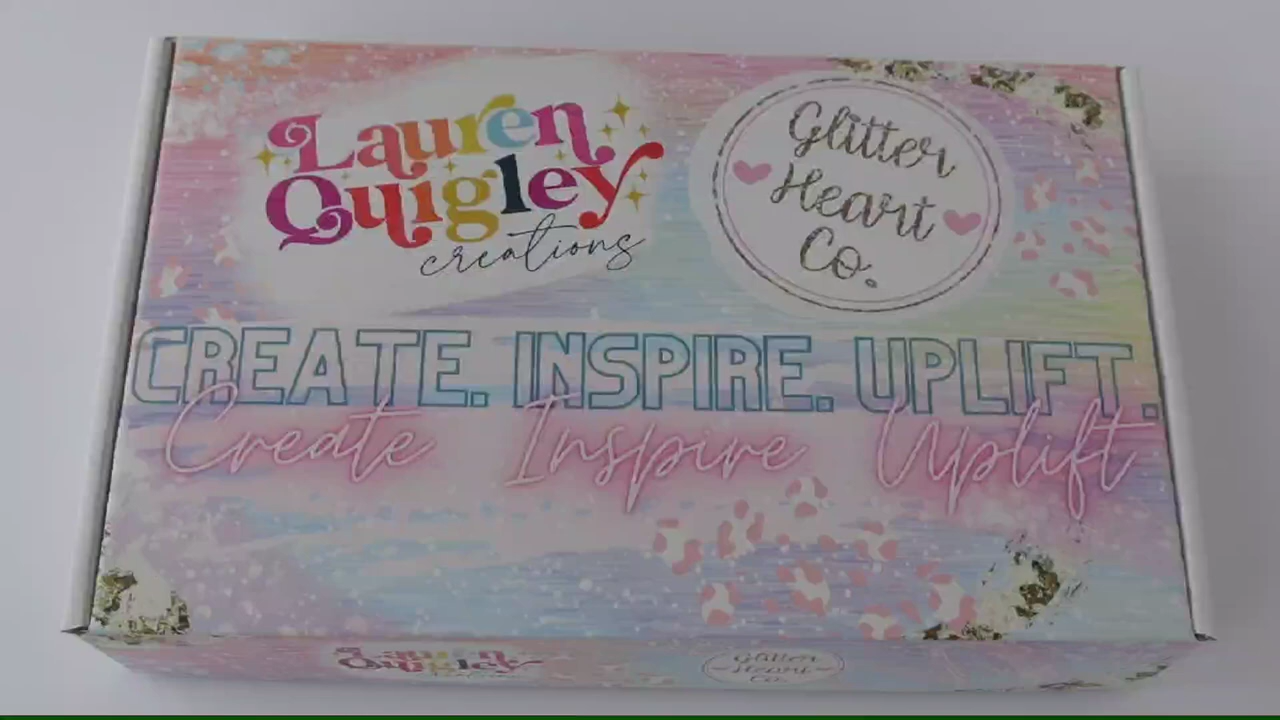 Lauren
Quigley
creations
Glitter
Heart
Co.
CREATE. INSPIRE. UPLIFT.
Create Inspire Uplift
Lauren
Quigley
Glitter
Heart
Co.